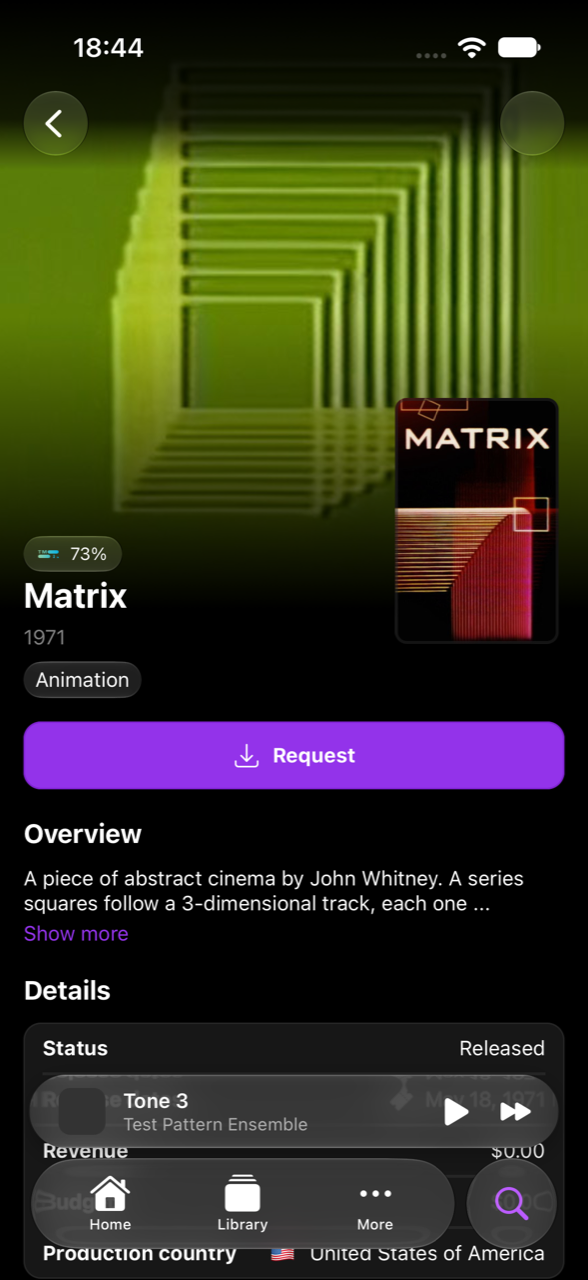 18:44
MATRIX
73%
Matrix
1971
Animation
Request
Overview
A piece of abstract cinema by John Whitney. A series
squares follow a 3-dimensional track, each one ...
Show more
Details
Status Released
May 18, 1971
Tone 3
Test Pattern Ensemble
Revenue $0.00
Home Library More
Production country 🇺🇸 United States of America